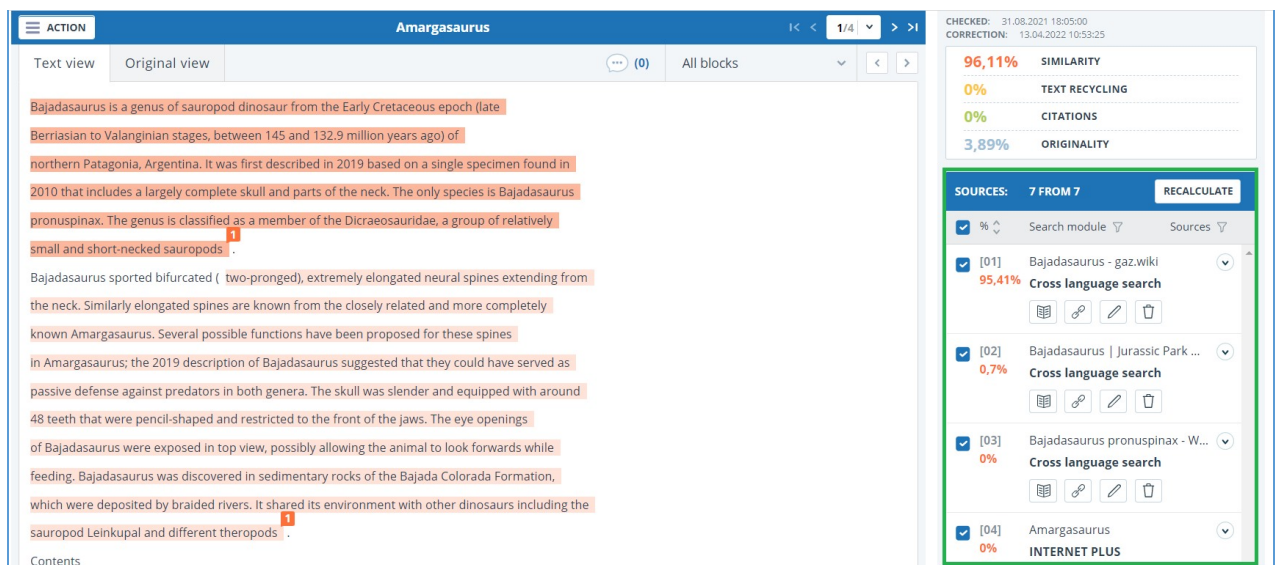 ACTION
Amargasaurus
1/4
Text view
Original view
(0)
All blocks
Bajadasaurus is a genus of sauropod dinosaur from the Early Cretaceous epoch (late
Berriasian to Valanginian stages, between 145 and 132.9 million years ago) of
northern Patagonia, Argentina. It was first described in 2019 based on a single specimen found in
2010 that includes a largely complete skull and parts of the neck. The only species is Bajadasaurus
pronuspinax. The genus is classified as a member of the Dicraeosauridae, a group of relatively
1
small and short-necked sauropods .
Bajadasaurus sported bifurcated ( two-pronged), extremely elongated neural spines extending from
the neck. Similarly elongated spines are known from the closely related and more completely
known Amargasaurus. Several possible functions have been proposed for these spines
in Amargasaurus; the 2019 description of Bajadasaurus suggested that they could have served as
passive defense against predators in both genera. The skull was slender and equipped with around
48 teeth that were pencil-shaped and restricted to the front of the jaws. The eye openings
of Bajadasaurus were exposed in top view, possibly allowing the animal to look forwards while
feeding. Bajadasaurus was discovered in sedimentary rocks of the Bajada Colorada Formation,
which were deposited by braided rivers. It shared its environment with other dinosaurs including the
1
sauropod Leinkupal and different theropods .
Contents
CHECKED: 31.08.2021 18:05:00
CORRECTION: 13.04.2022 10:53:25
96,11% SIMILARITY
0% TEXT RECYCLING
0% CITATIONS
3,89% ORIGINALITY
SOURCES: 7 FROM 7 RECALCULATE
% Search module Sources
[01] Bajadasaurus - gaz.wiki
95,41% Cross language search
[02] Bajadasaurus | Jurassic Park ...
0,7% Cross language search
[03] Bajadasaurus pronuspinax - W...
0% Cross language search
[04] Amargasaurus
0% INTERNET PLUS